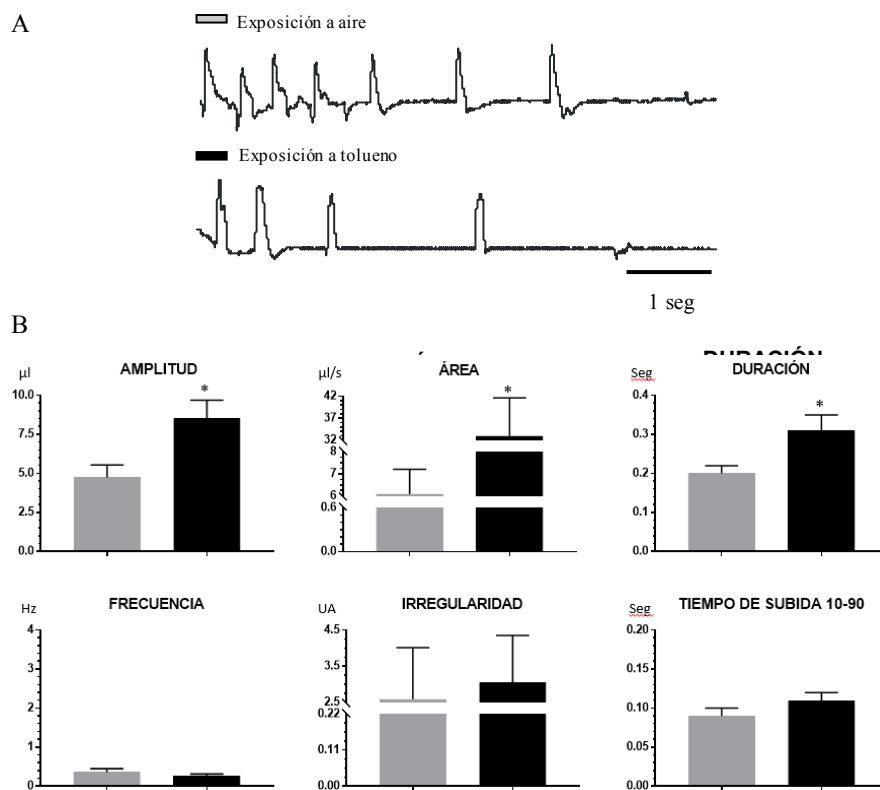 A
Exposición a aire
Exposición a tolueno
1 seg
B
µl
AMPLITUD
*
10.0
7.5
5.0
2.5
0.0
µl/s
ÁREA
*
42
37
32
8
7
6
0.6
0.0
DURACIÓN
Seg
DURACIÓN
*
0.4
0.3
0.2
0.1
0.0
Hz
FRECUENCIA
4
3
2
1
0
UA
IRREGULARIDAD
4.5
3.5
2.5
0.22
0.11
0.00
Seg
TIEMPO DE SUBIDA 10-90
0.20
0.15
0.10
0.05
0.00